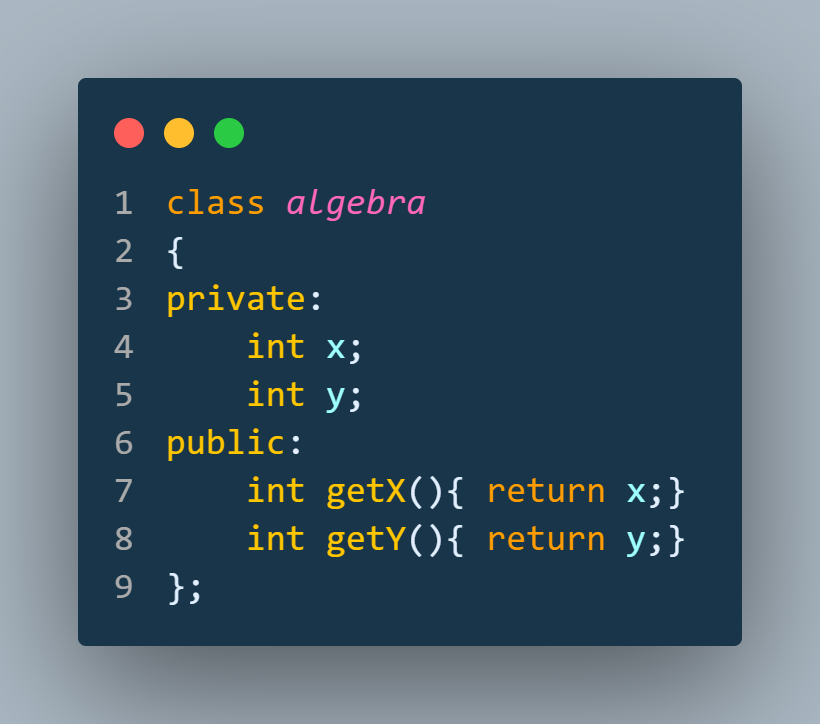 1 class algebra
2 {
3 private:
4     int x;
5     int y;
6 public:
7     int getX(){ return x;}
8     int getY(){ return y;}
9 };